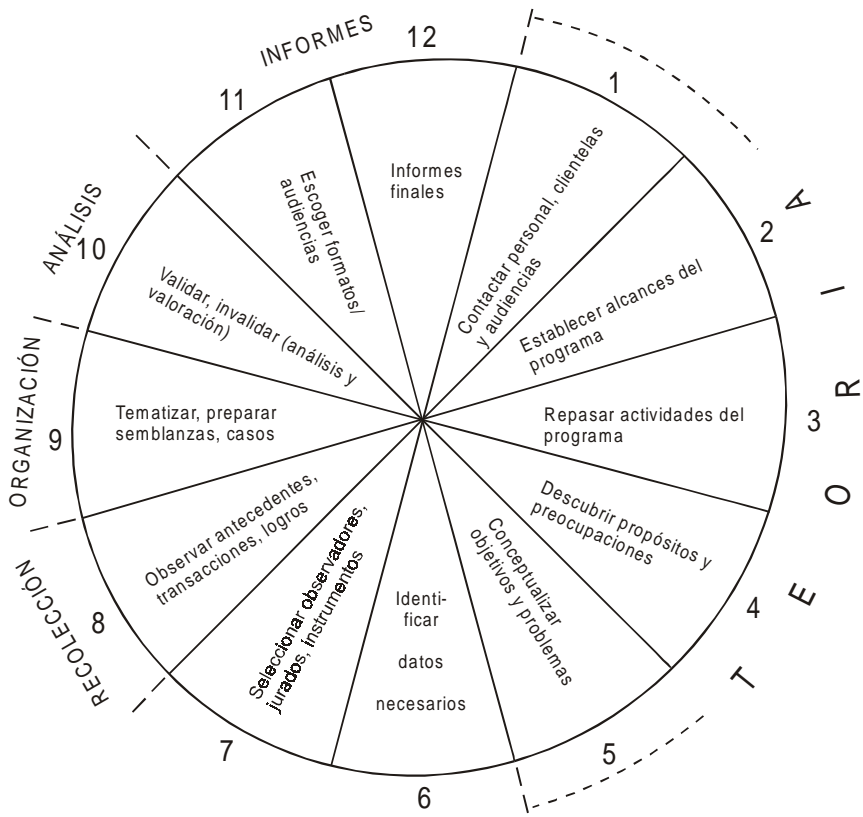 INFORMES
12
1
11
Informes
finales
Contactar personal, clientelas
y audiencias
Escoger formatos/
audiencias
ANÁLISIS
10
2
Validar, invalidar (análisis y
valoración)
Establecer alcances del
programa
ORGANIZACIÓN
9
Tematizar, preparar
semblanzas, casos
Repasar actividades del
programa
3
TEORIA
Observar antecedentes,
transacciones, logros
Descubrir propósitos y
preocupaciones
Seleccionar observadores,
jurados, instrumentos
Conceptualizar
objetivos y problemas
Identi-
ficar
datos
necesarios
RECOLECCIÓN
8
4
7
5
6